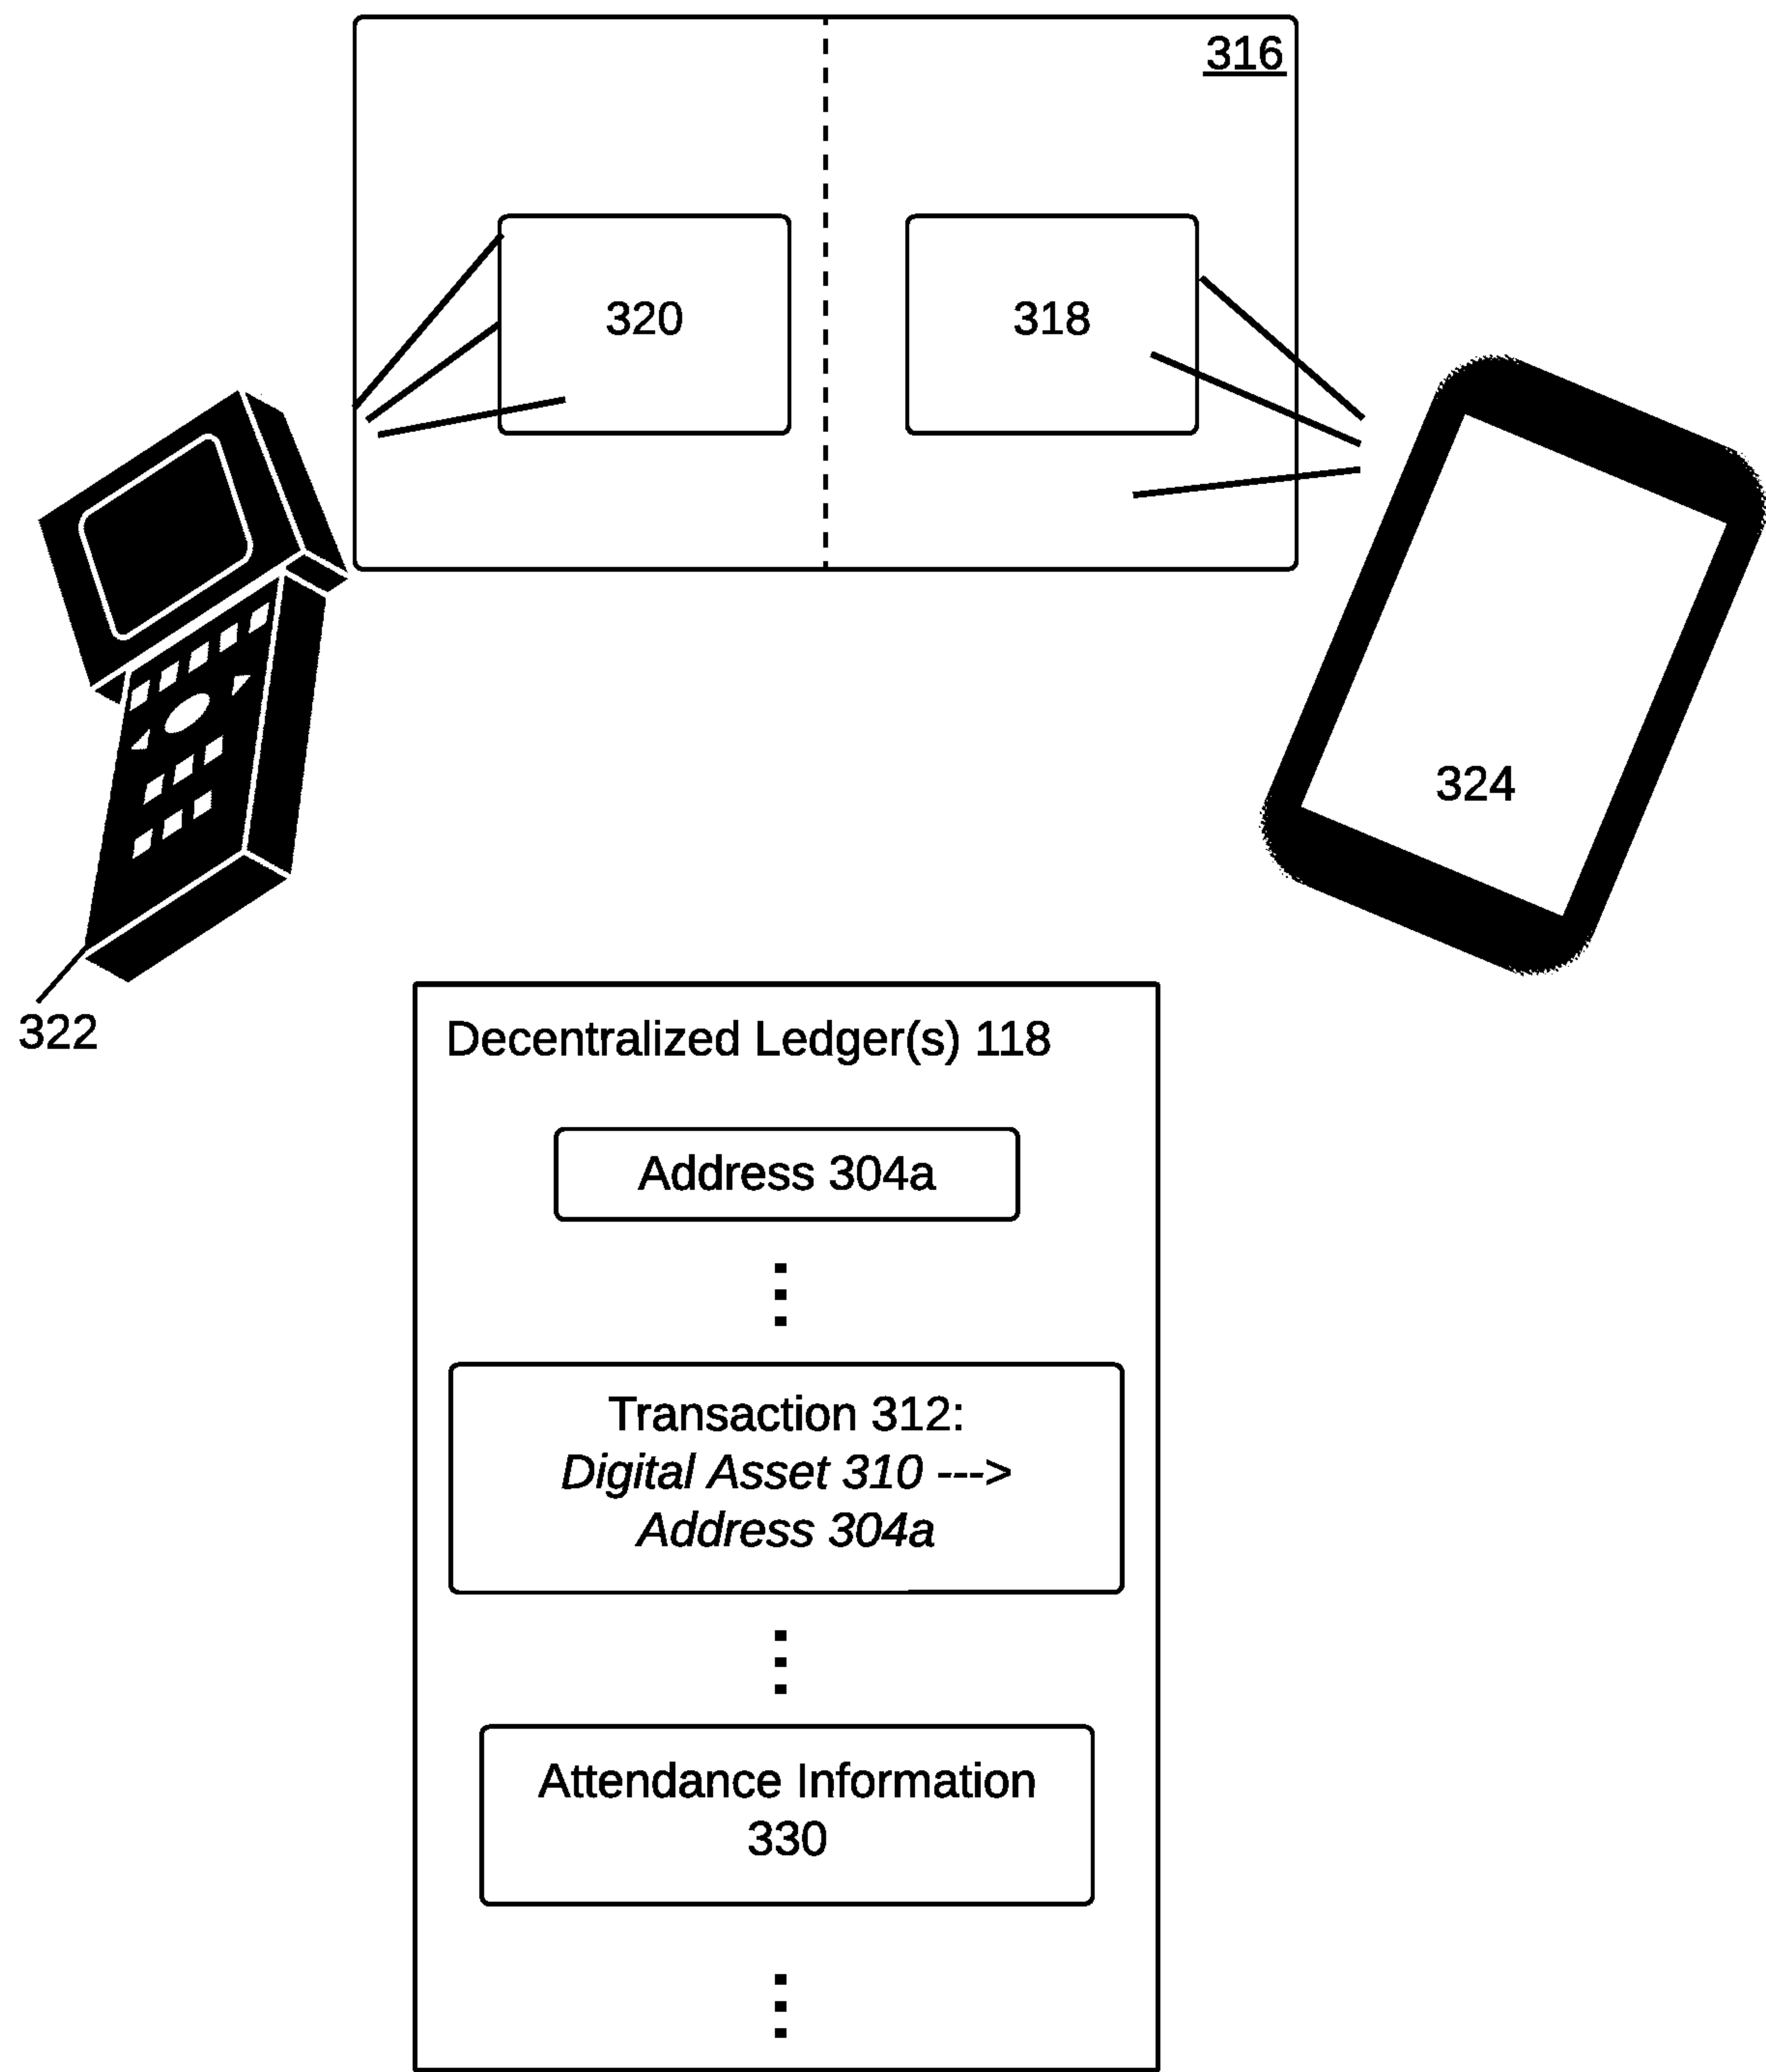 316
320
318
324
322
Decentralized Ledger(s) 118
Address 304a
Transaction 312:
Digital Asset 310 --->
Address 304a
Attendance Information
330